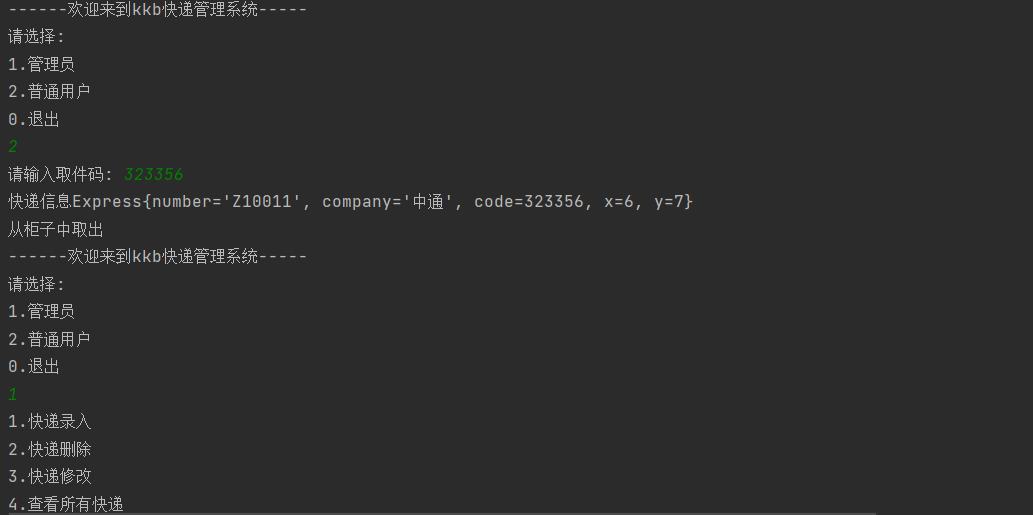 ------欢迎来到kkb快递管理系统-----
请选择:
1.管理员
2.普通用户
0.退出
2
请输入取件码: 323356
快递信息Express{number='Z10011', company='中通', code=323356, x=6, y=7}
从柜子中取出
------欢迎来到kkb快递管理系统-----
请选择:
1.管理员
2.普通用户
0.退出
1
1.快递录入
2.快递删除
3.快递修改
4.查看所有快递